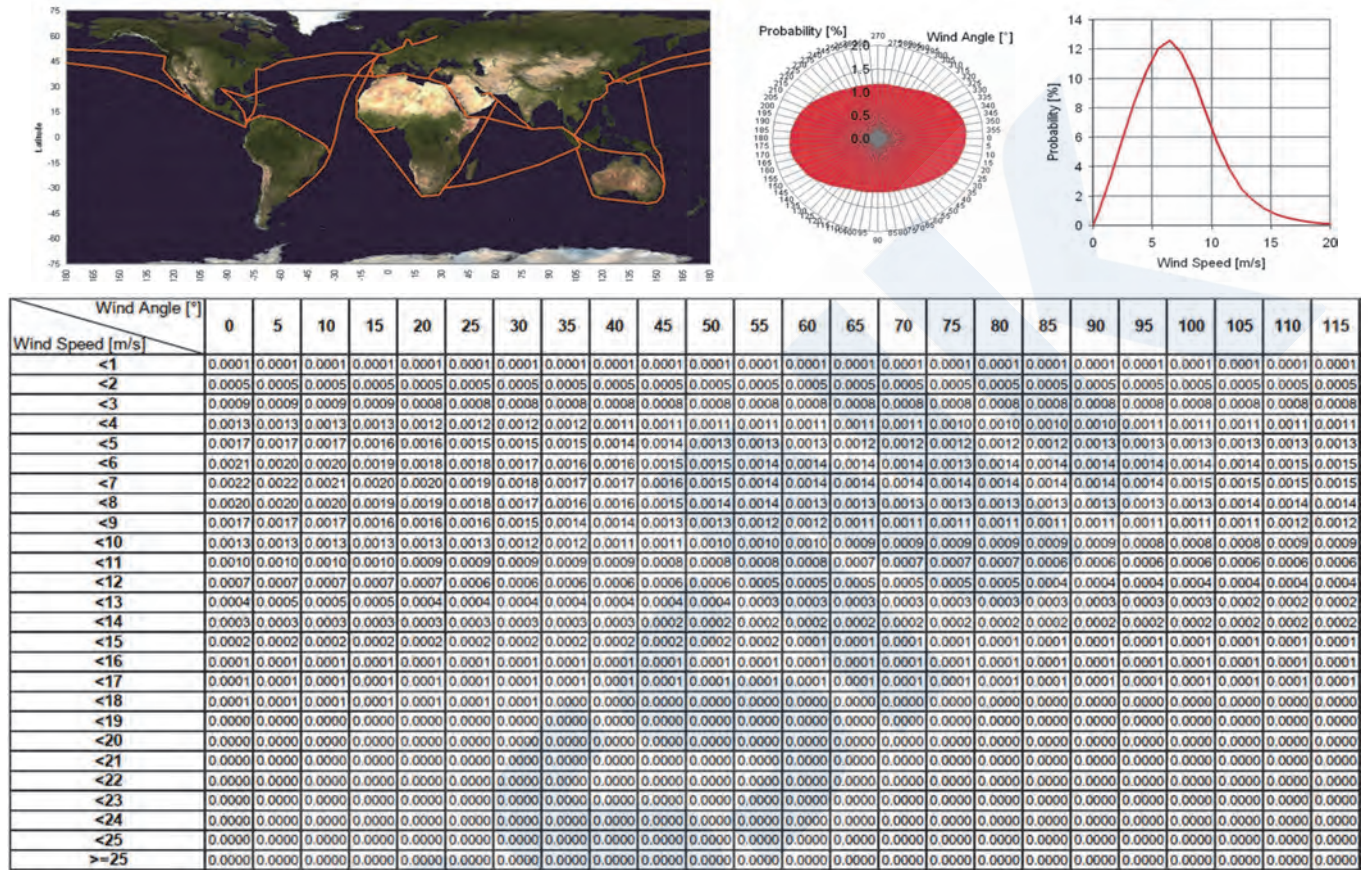 75
60
45
30
15
0
-15
-30
-45
-60
-75
Latitude
Probability [%]
Wind Angle [°]
270
2.0
1.5
1.0
0.5
0.0
90
14
12
10
8
6
4
2
0
Probability [%]
0 5 10 15 20
Wind Speed [m/s]
Wind Angle [°] 0 5 10 15 20 25 30 35 40 45 50 55 60 65 70 75 80 85 90 95 100 105 110 115
Wind Speed [m/s]
<1 0.0001 0.0001 0.0001 0.0001 0.0001 0.0001 0.0001 0.0001 0.0001 0.0001 0.0001 0.0001 0.0001 0.0001 0.0001 0.0001 0.0001 0.0001 0.0001 0.0001 0.0001 0.0001 0.0001 0.0001
<2 0.0005 0.0005 0.0005 0.0005 0.0005 0.0005 0.0005 0.0005 0.0005 0.0005 0.0005 0.0005 0.0005 0.0005 0.0005 0.0005 0.0005 0.0005 0.0005 0.0005 0.0005 0.0005 0.0005 0.0005
<3 0.0009 0.0009 0.0009 0.0009 0.0008 0.0008 0.0008 0.0008 0.0008 0.0008 0.0008 0.0008 0.0008 0.0008 0.0008 0.0008 0.0008 0.0008 0.0008 0.0008 0.0008 0.0008 0.0008 0.0008
<4 0.0013 0.0013 0.0013 0.0013 0.0012 0.0012 0.0012 0.0012 0.0011 0.0011 0.0011 0.0011 0.0011 0.0011 0.0011 0.0010 0.0010 0.0010 0.0010 0.0011 0.0011 0.0011 0.0011 0.0011
<5 0.0017 0.0017 0.0017 0.0016 0.0016 0.0015 0.0015 0.0015 0.0014 0.0014 0.0013 0.0013 0.0013 0.0012 0.0012 0.0012 0.0012 0.0012 0.0013 0.0013 0.0013 0.0013 0.0013 0.0013
<6 0.0021 0.0020 0.0020 0.0019 0.0018 0.0018 0.0017 0.0016 0.0016 0.0015 0.0015 0.0014 0.0014 0.0014 0.0014 0.0013 0.0014 0.0014 0.0014 0.0014 0.0014 0.0014 0.0015 0.0015
<7 0.0022 0.0022 0.0021 0.0020 0.0020 0.0019 0.0018 0.0017 0.0017 0.0016 0.0015 0.0015 0.0014 0.0014 0.0014 0.0014 0.0014 0.0014 0.0014 0.0014 0.0015 0.0015 0.0015 0.0015
<8 0.0020 0.0020 0.0020 0.0019 0.0019 0.0018 0.0017 0.0016 0.0016 0.0015 0.0014 0.0014 0.0013 0.0013 0.0013 0.0013 0.0013 0.0013 0.0013 0.0013 0.0013 0.0014 0.0014 0.0014
<9 0.0017 0.0017 0.0017 0.0016 0.0016 0.0016 0.0015 0.0014 0.0014 0.0013 0.0013 0.0012 0.0012 0.0011 0.0011 0.0011 0.0011 0.0011 0.0011 0.0011 0.0011 0.0011 0.0012 0.0012
<10 0.0013 0.0013 0.0013 0.0013 0.0013 0.0013 0.0012 0.0012 0.0011 0.0011 0.0010 0.0010 0.0010 0.0009 0.0009 0.0009 0.0009 0.0009 0.0009 0.0008 0.0008 0.0008 0.0009 0.0009
<11 0.0010 0.0010 0.0010 0.0010 0.0009 0.0009 0.0009 0.0009 0.0009 0.0008 0.0008 0.0008 0.0008 0.0007 0.0007 0.0007 0.0007 0.0006 0.0006 0.0006 0.0006 0.0006 0.0006 0.0006
<12 0.0007 0.0007 0.0007 0.0007 0.0007 0.0006 0.0006 0.0006 0.0006 0.0006 0.0006 0.0005 0.0005 0.0005 0.0005 0.0005 0.0005 0.0004 0.0004 0.0004 0.0004 0.0004 0.0004 0.0004
<13 0.0004 0.0005 0.0005 0.0005 0.0004 0.0004 0.0004 0.0004 0.0004 0.0004 0.0004 0.0003 0.0003 0.0003 0.0003 0.0003 0.0003 0.0003 0.0003 0.0003 0.0003 0.0002 0.0002 0.0002
<14 0.0003 0.0003 0.0003 0.0003 0.0003 0.0003 0.0003 0.0003 0.0003 0.0002 0.0002 0.0002 0.0002 0.0002 0.0002 0.0002 0.0002 0.0002 0.0002 0.0002 0.0002 0.0002 0.0002 0.0002
<15 0.0002 0.0002 0.0002 0.0002 0.0002 0.0002 0.0002 0.0002 0.0002 0.0002 0.0002 0.0002 0.0001 0.0001 0.0001 0.0001 0.0001 0.0001 0.0001 0.0001 0.0001 0.0001 0.0001 0.0001
<16 0.0001 0.0001 0.0001 0.0001 0.0001 0.0001 0.0001 0.0001 0.0001 0.0001 0.0001 0.0001 0.0001 0.0001 0.0001 0.0001 0.0001 0.0001 0.0001 0.0001 0.0001 0.0001 0.0001 0.0001
<17 0.0001 0.0001 0.0001 0.0001 0.0001 0.0001 0.0001 0.0001 0.0001 0.0001 0.0001 0.0001 0.0001 0.0001 0.0001 0.0001 0.0001 0.0001 0.0001 0.0001 0.0001 0.0001 0.0001 0.0001
<18 0.0001 0.0001 0.0001 0.0001 0.0001 0.0001 0.0001 0.0000 0.0000 0.0000 0.0000 0.0000 0.0000 0.0000 0.0000 0.0000 0.0000 0.0000 0.0000 0.0000 0.0000 0.0000 0.0000 0.0000
<19 0.0000 0.0000 0.0000 0.0000 0.0000 0.0000 0.0000 0.0000 0.0000 0.0000 0.0000 0.0000 0.0000 0.0000 0.0000 0.0000 0.0000 0.0000 0.0000 0.0000 0.0000 0.0000 0.0000 0.0000
<20 0.0000 0.0000 0.0000 0.0000 0.0000 0.0000 0.0000 0.0000 0.0000 0.0000 0.0000 0.0000 0.0000 0.0000 0.0000 0.0000 0.0000 0.0000 0.0000 0.0000 0.0000 0.0000 0.0000 0.0000
<21 0.0000 0.0000 0.0000 0.0000 0.0000 0.0000 0.0000 0.0000 0.0000 0.0000 0.0000 0.0000 0.0000 0.0000 0.0000 0.0000 0.0000 0.0000 0.0000 0.0000 0.0000 0.0000 0.0000 0.0000
<22 0.0000 0.0000 0.0000 0.0000 0.0000 0.0000 0.0000 0.0000 0.0000 0.0000 0.0000 0.0000 0.0000 0.0000 0.0000 0.0000 0.0000 0.0000 0.0000 0.0000 0.0000 0.0000 0.0000 0.0000
<23 0.0000 0.0000 0.0000 0.0000 0.0000 0.0000 0.0000 0.0000 0.0000 0.0000 0.0000 0.0000 0.0000 0.0000 0.0000 0.0000 0.0000 0.0000 0.0000 0.0000 0.0000 0.0000 0.0000 0.0000
<24 0.0000 0.0000 0.0000 0.0000 0.0000 0.0000 0.0000 0.0000 0.0000 0.0000 0.0000 0.0000 0.0000 0.0000 0.0000 0.0000 0.0000 0.0000 0.0000 0.0000 0.0000 0.0000 0.0000 0.0000
<25 0.0000 0.0000 0.0000 0.0000 0.0000 0.0000 0.0000 0.0000 0.0000 0.0000 0.0000 0.0000 0.0000 0.0000 0.0000 0.0000 0.0000 0.0000 0.0000 0.0000 0.0000 0.0000 0.0000 0.0000
>=25 0.0000 0.0000 0.0000 0.0000 0.0000 0.0000 0.0000 0.0000 0.0000 0.0000 0.0000 0.0000 0.0000 0.0000 0.0000 0.0000 0.0000 0.0000 0.0000 0.0000 0.0000 0.0000 0.0000 0.0000